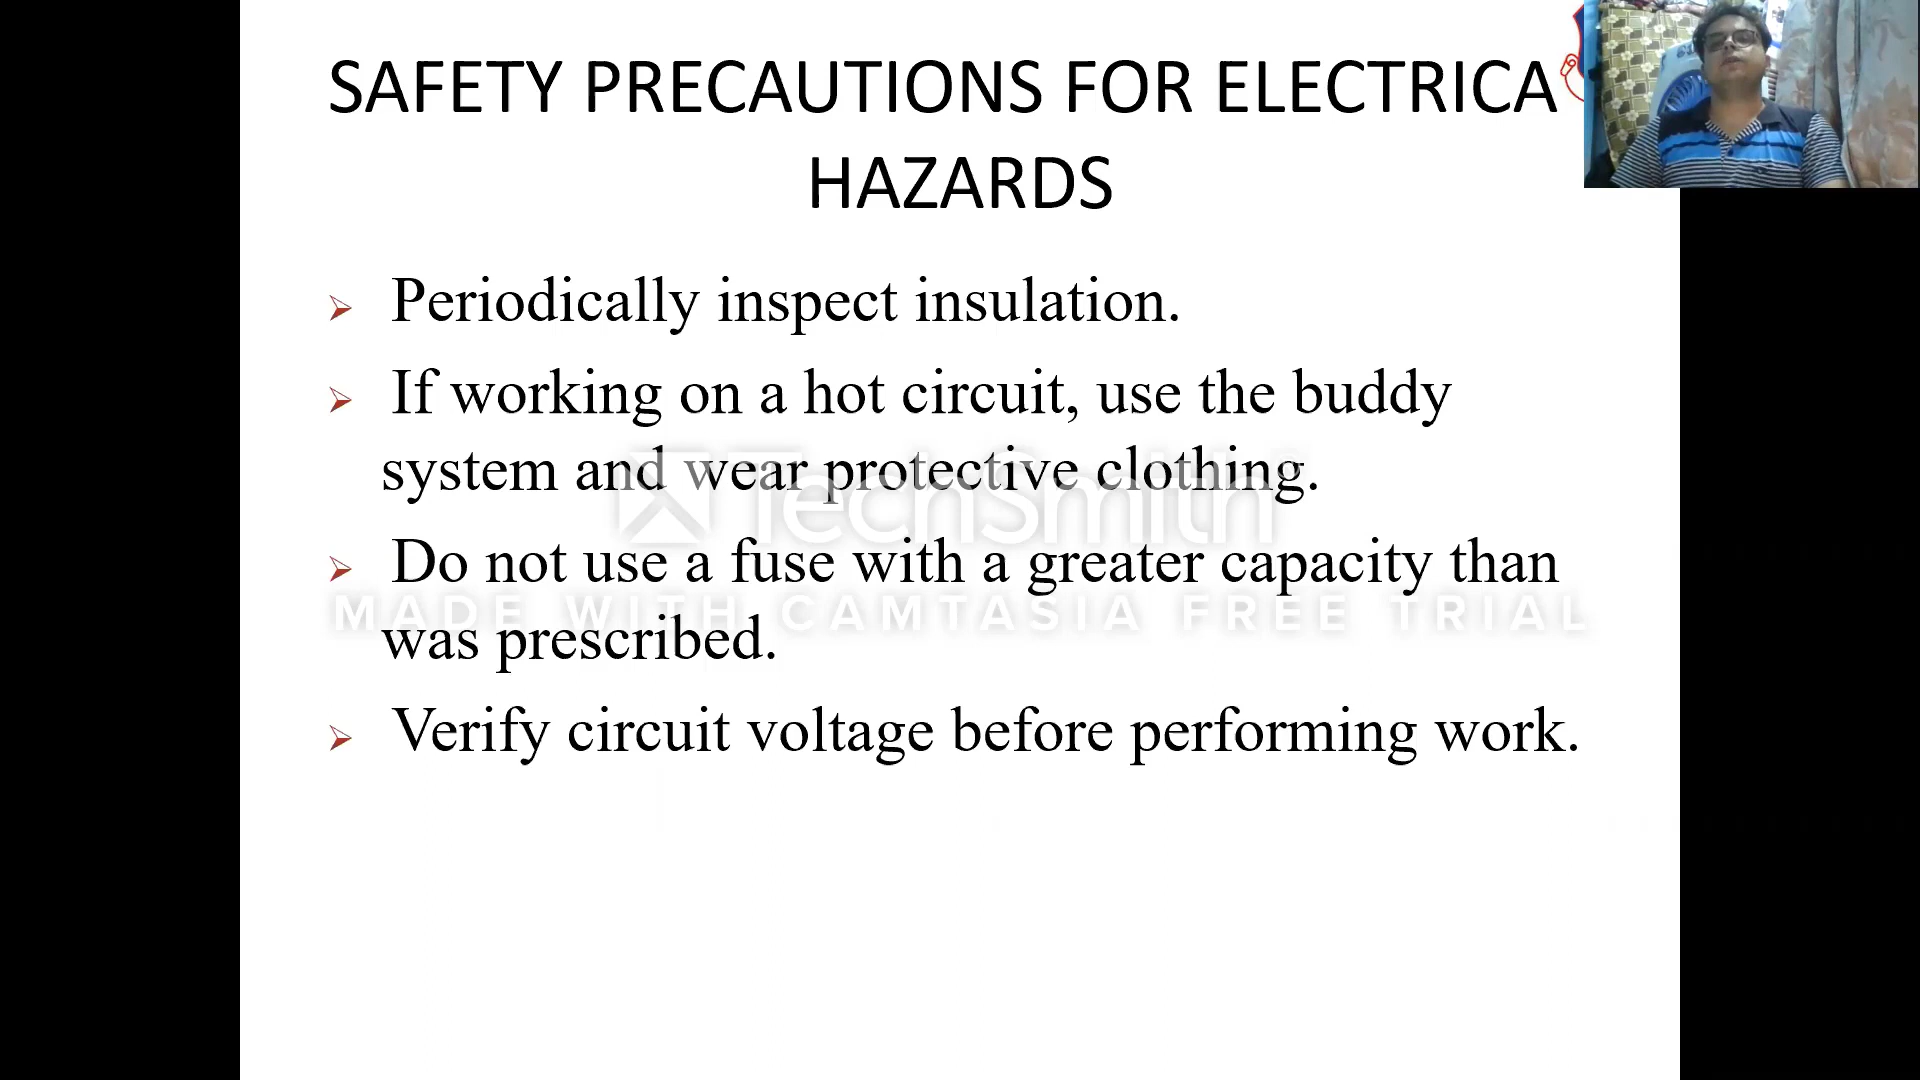 SAFETY PRECAUTIONS FOR ELECTRICA
HAZARDS
Periodically inspect insulation.
If working on a hot circuit, use the buddy
system and wear protective clothing.
TechSmith
Do not use a fuse with a greater capacity than
MADE WITH CAMTASIA FREE TRIAL
was prescribed.
Verify circuit voltage before performing work.